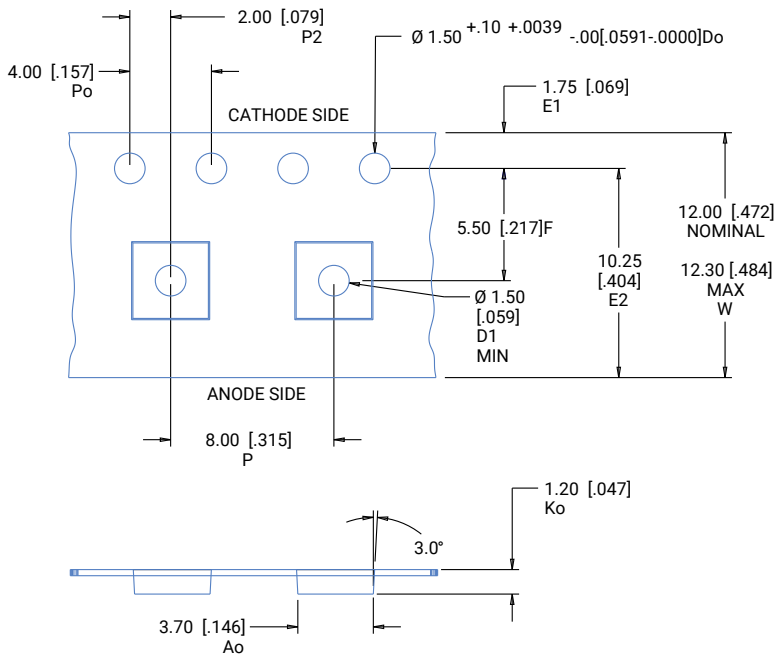 2.00 [.079]
P2
Ø 1.50 +.10 +.0039 -.00[.0591-.0000]Do
4.00 [.157]
Po
1.75 [.069]
E1
CATHODE SIDE
5.50 [.217]F
12.00 [.472]
NOMINAL
12.30 [.484]
MAX
W
10.25
[.404]
E2
Ø 1.50
[.059]
D1
MIN
ANODE SIDE
8.00 [.315]
P
1.20 [.047]
Ko
3.0°
3.70 [.146]
Ao